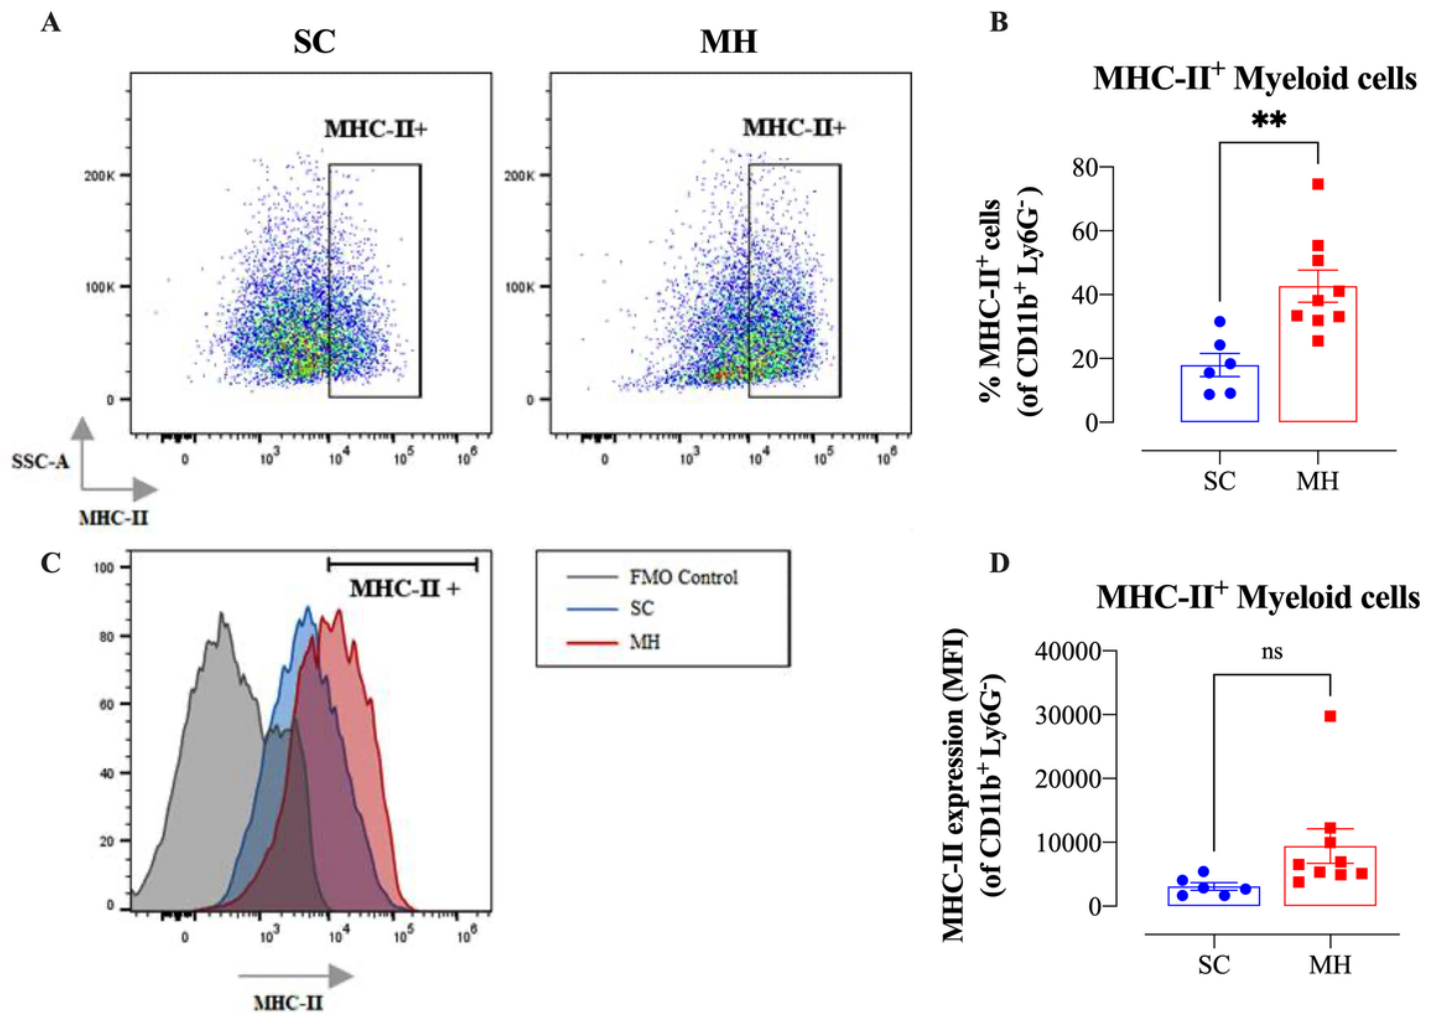 A
SC
MH
MHC-II+
MHC-II+
200K
100K
0
200K
100K
0
0 10³ 10⁴ 10⁵ 10⁶
0 10³ 10⁴ 10⁵ 10⁶
SSC-A
MHC-II
B
MHC-II⁺ Myeloid cells
**
% MHC-II⁺ cells
(of CD11b⁺ Ly6G⁻)
80
60
40
20
0
SC MH
C
MHC-II +
100
80
60
40
20
0
0 10³ 10⁴ 10⁵ 10⁶
MHC-II
FMO Control
SC
MH
D
MHC-II⁺ Myeloid cells
ns
MHC-II expression (MFI)
(of CD11b⁺ Ly6G⁻)
40000
30000
20000
10000
0
SC MH